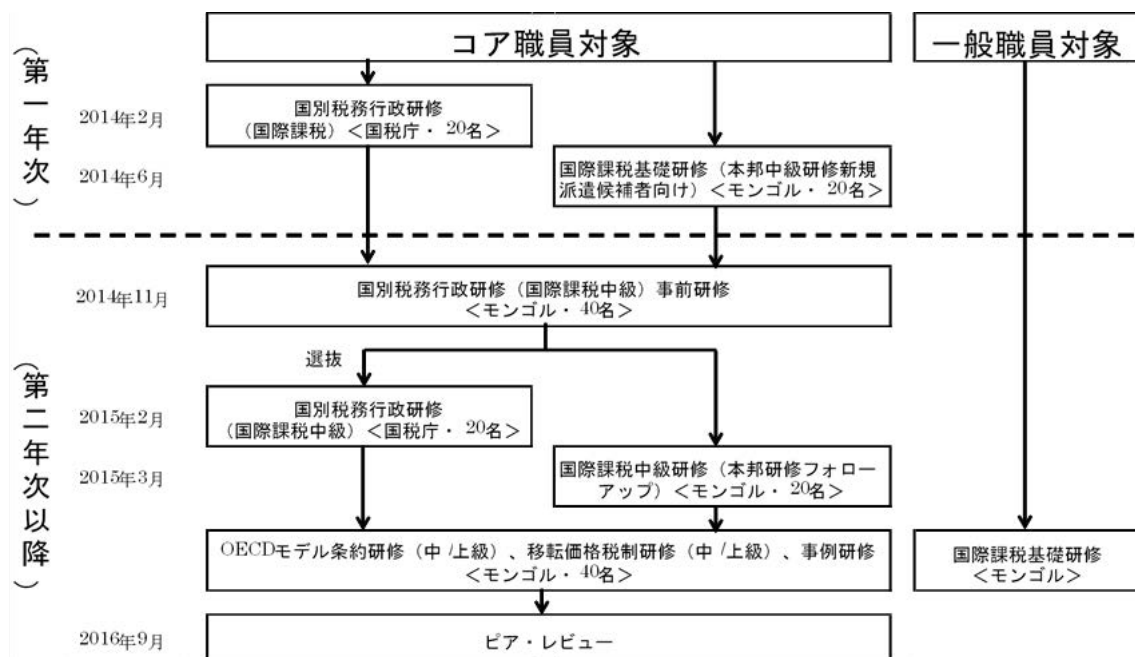 コア職員対象
一般職員対象
(第一年次)
2014年2月
国別税務行政研修
(国際課税)＜国税庁・20名＞
2014年6月
国際課税基礎研修（本邦中級研修新規
派遣候補者向け）＜モンゴル・20名＞
2014年11月
国別税務行政研修（国際課税中級）事前研修
＜モンゴル・40名＞
選抜
(第二年次以降)
2015年2月
国別税務行政研修
(国際課税中級)＜国税庁・20名＞
2015年3月
国際課税中級研修（本邦研修フォロー
アップ）＜モンゴル・20名＞
OECDモデル条約研修（中/上級）、移転価格税制研修（中/上級）、事例研修
＜モンゴル・40名＞
国際課税基礎研修
＜モンゴル＞
2016年9月
ピア・レビュー